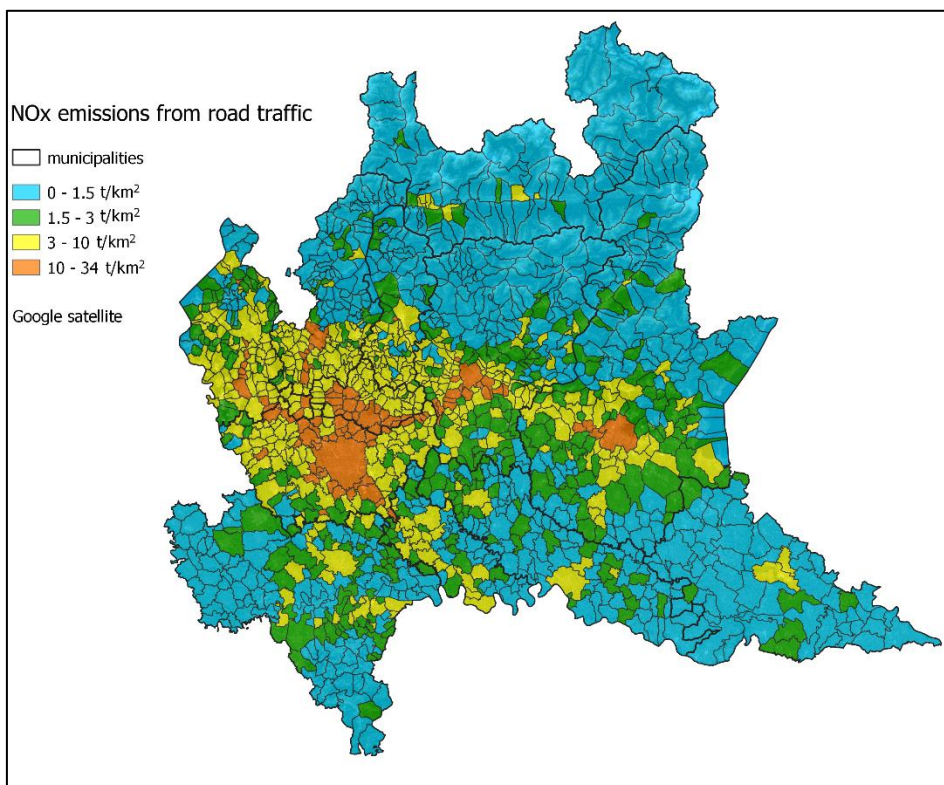 NOx emissions from road traffic
municipalities
0 - 1.5 t/km²
1.5 - 3 t/km²
3 - 10 t/km²
10 - 34 t/km²
Google satellite